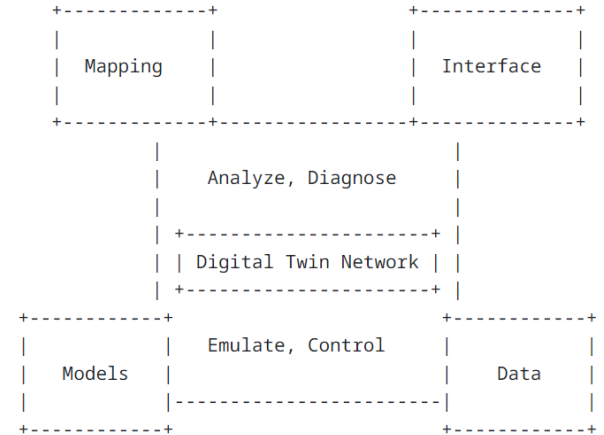 Mapping Interface
Analyze, Diagnose
Digital Twin Network
Emulate, Control
Models Data